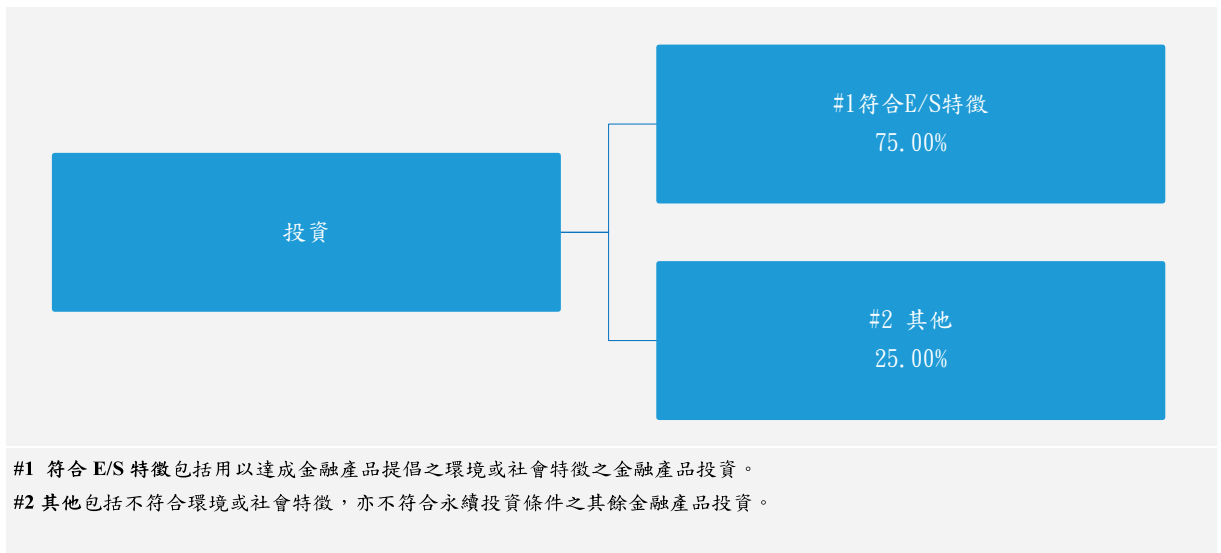 投資
#1符合E/S特徵
75.00%
#2 其他
25.00%
#1 符合 E/S 特徵包括用以達成金融產品提倡之環境或社會特徵之金融產品投資。
#2 其他包括不符合環境或社會特徵，亦不符合永續投資條件之其餘金融產品投資。